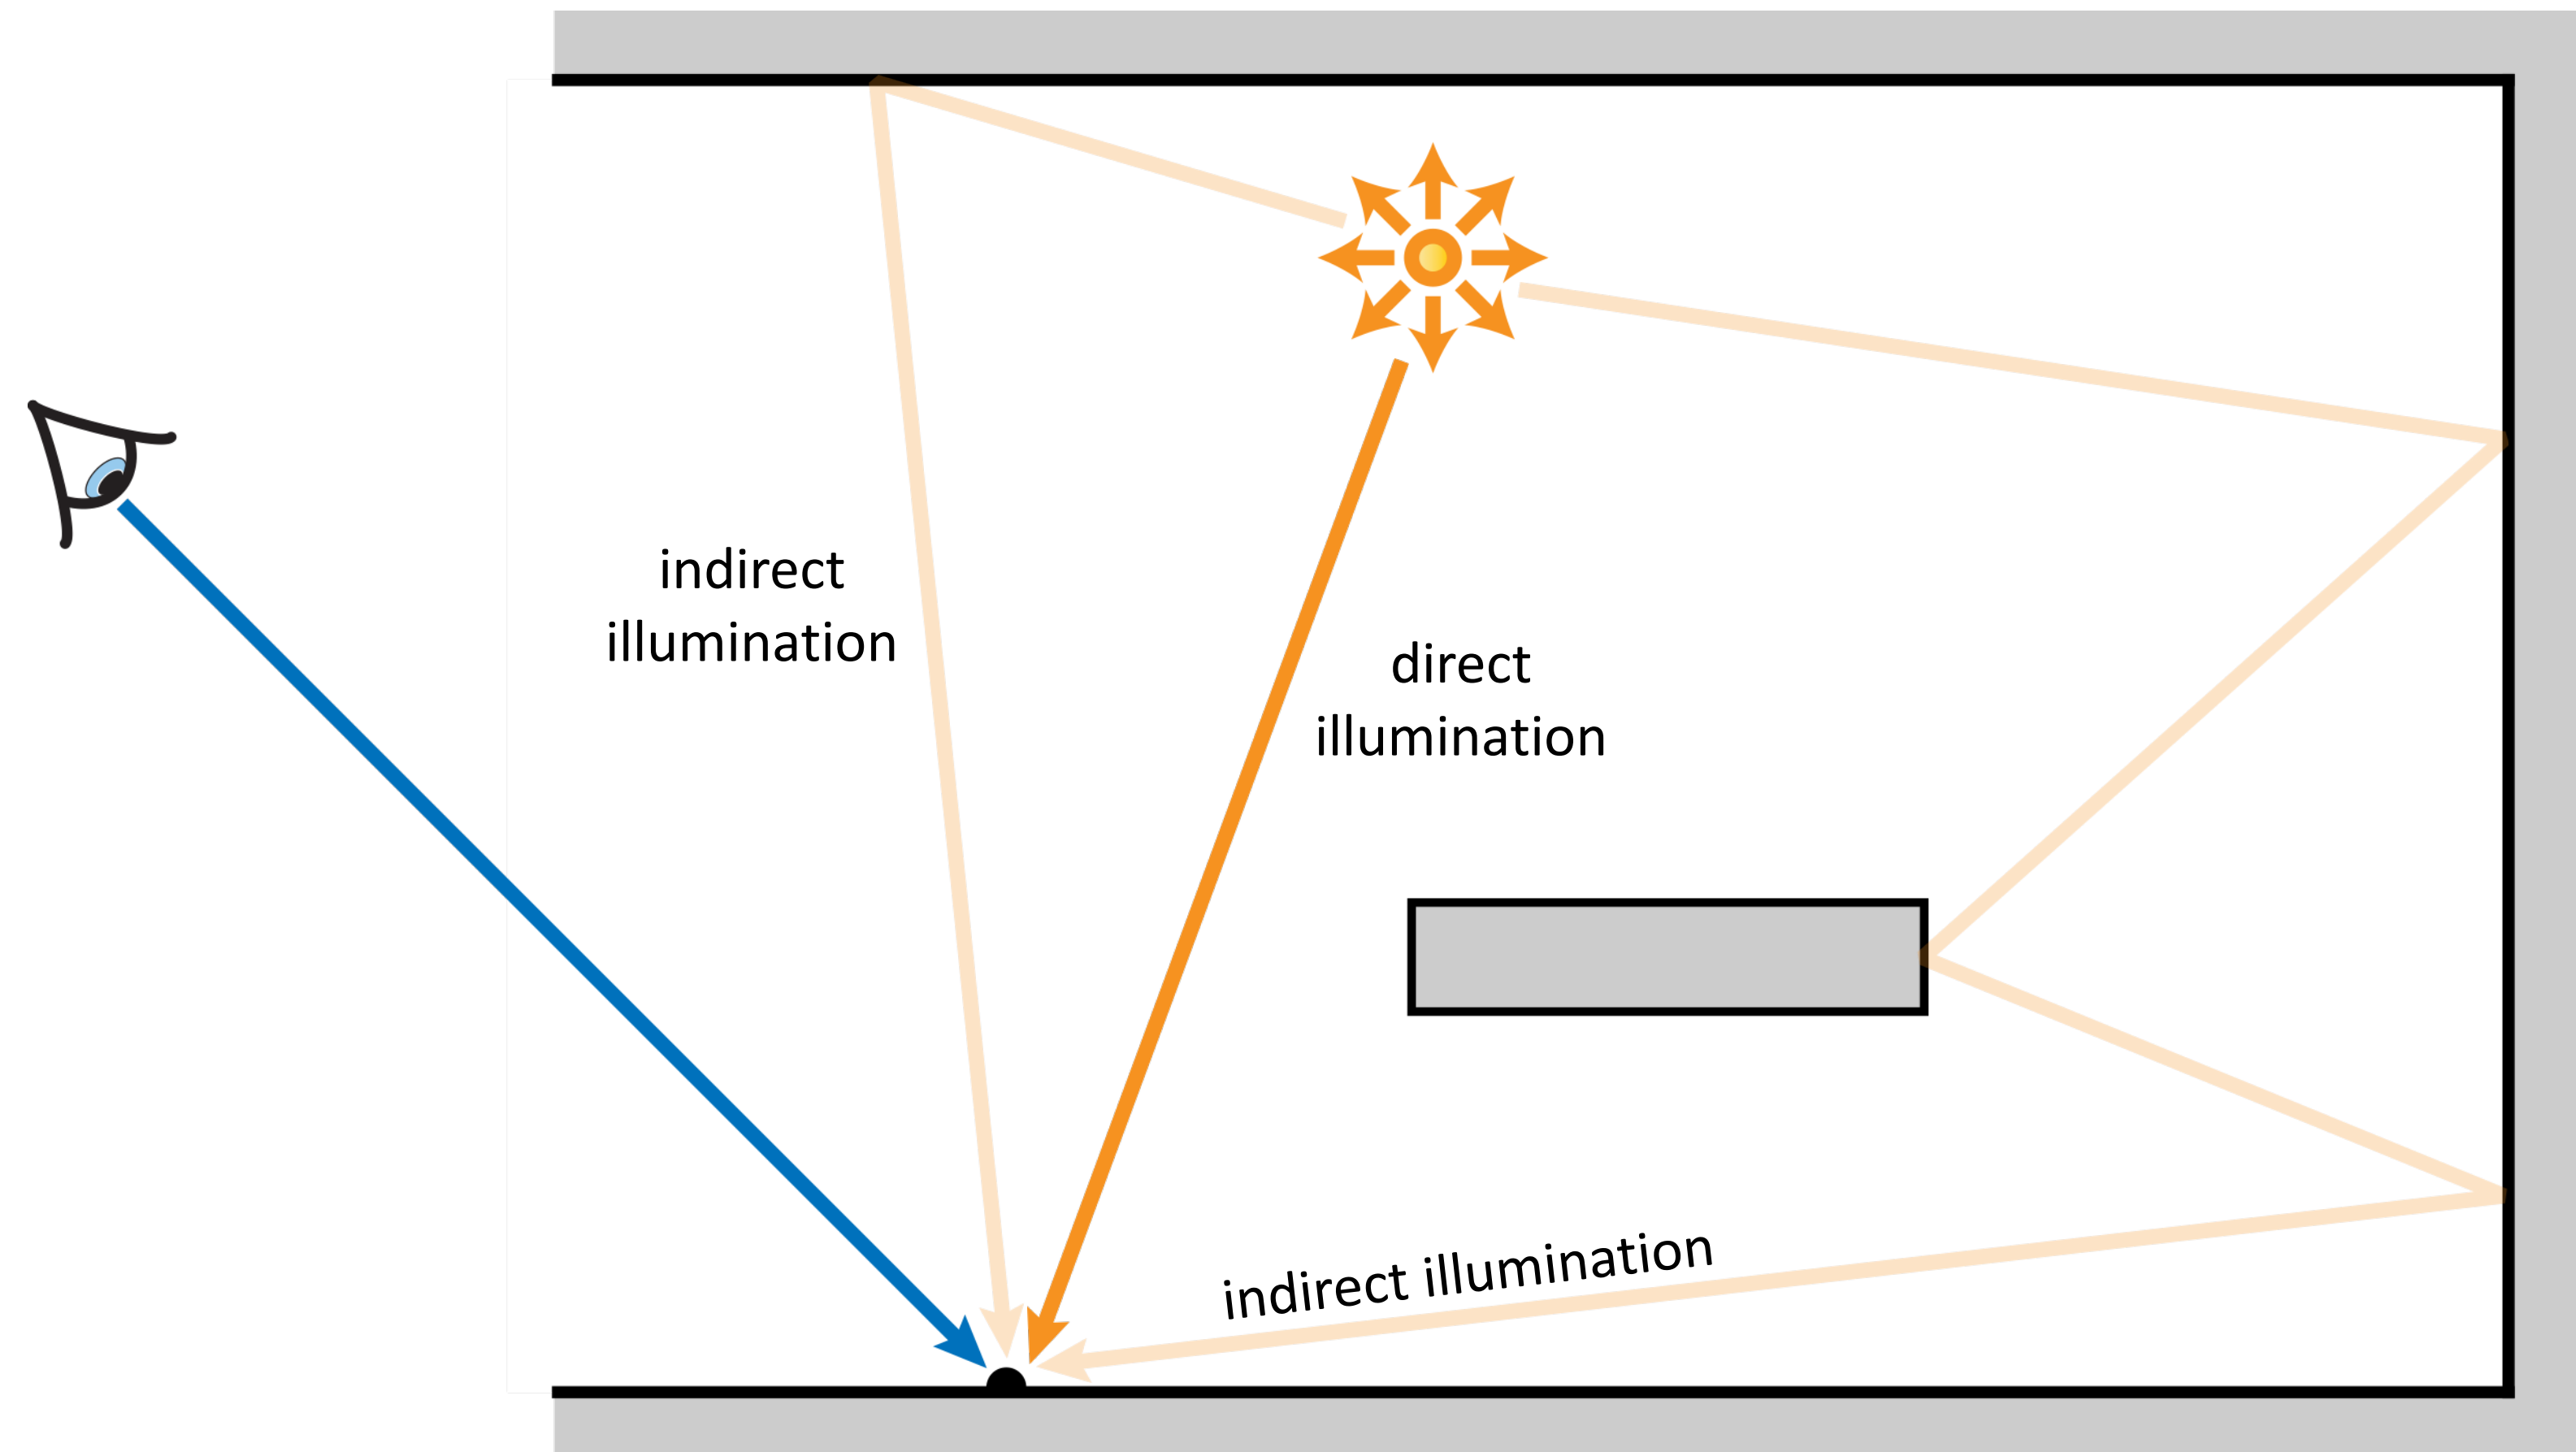 indirect
illumination
direct
illumination
indirect illumination